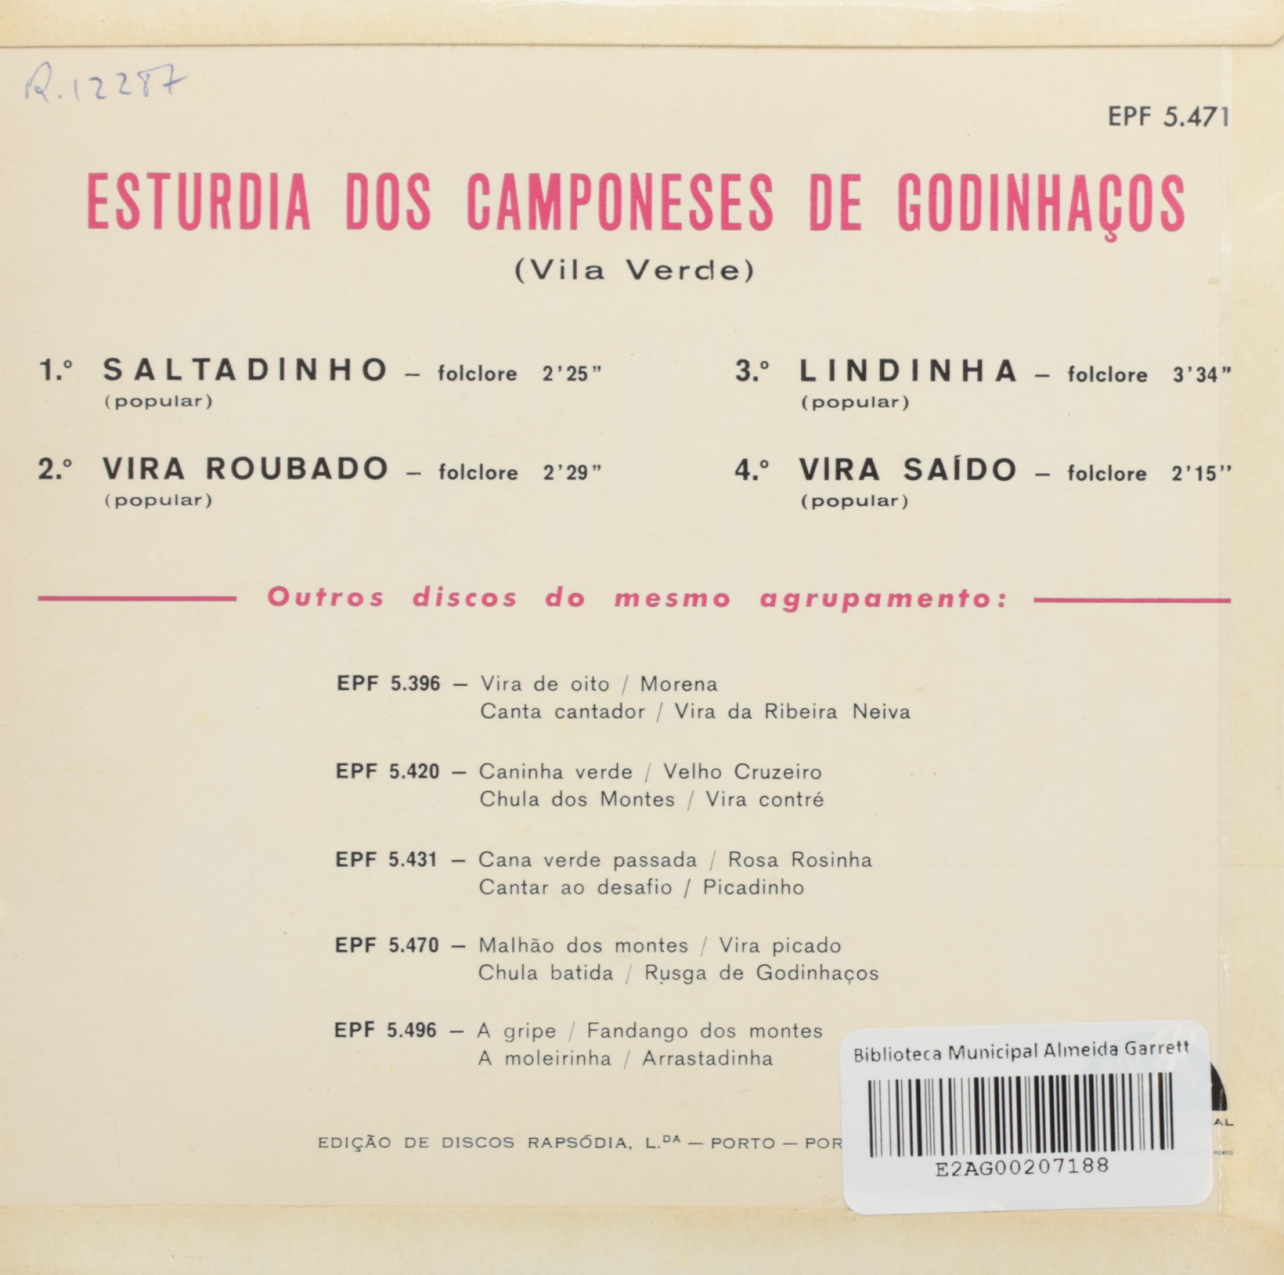 R.12287
EPF 5.471
ESTURDIA DOS CAMPONESES DE GODINHAÇOS
(Vila Verde)
1.º SALTADINHO – folclore 2'25"
(popular)
2.º VIRA ROUBADO – folclore 2'29"
(popular)
3.º LINDINHA – folclore 3'34"
(popular)
4.º VIRA SAÍDO – folclore 2'15''
(popular)
Outros discos do mesmo agrupamento:
EPF 5.396 – Vira de oito / Morena
Canta cantador / Vira da Ribeira Neiva
EPF 5.420 – Caninha verde / Velho Cruzeiro
Chula dos Montes / Vira contré
EPF 5.431 – Cana verde passada / Rosa Rosinha
Cantar ao desafio / Picadinho
EPF 5.470 – Malhão dos montes / Vira picado
Chula batida / Rusga de Godinhaços
EPF 5.496 – A gripe / Fandango dos montes
A moleirinha / Arrastadinha
EDIÇÃO DE DISCOS RAPSÓDIA, L.DA – PORTO – POR
Biblioteca Municipal Almeida Garrett
E2AG00207188
AL
PORTO